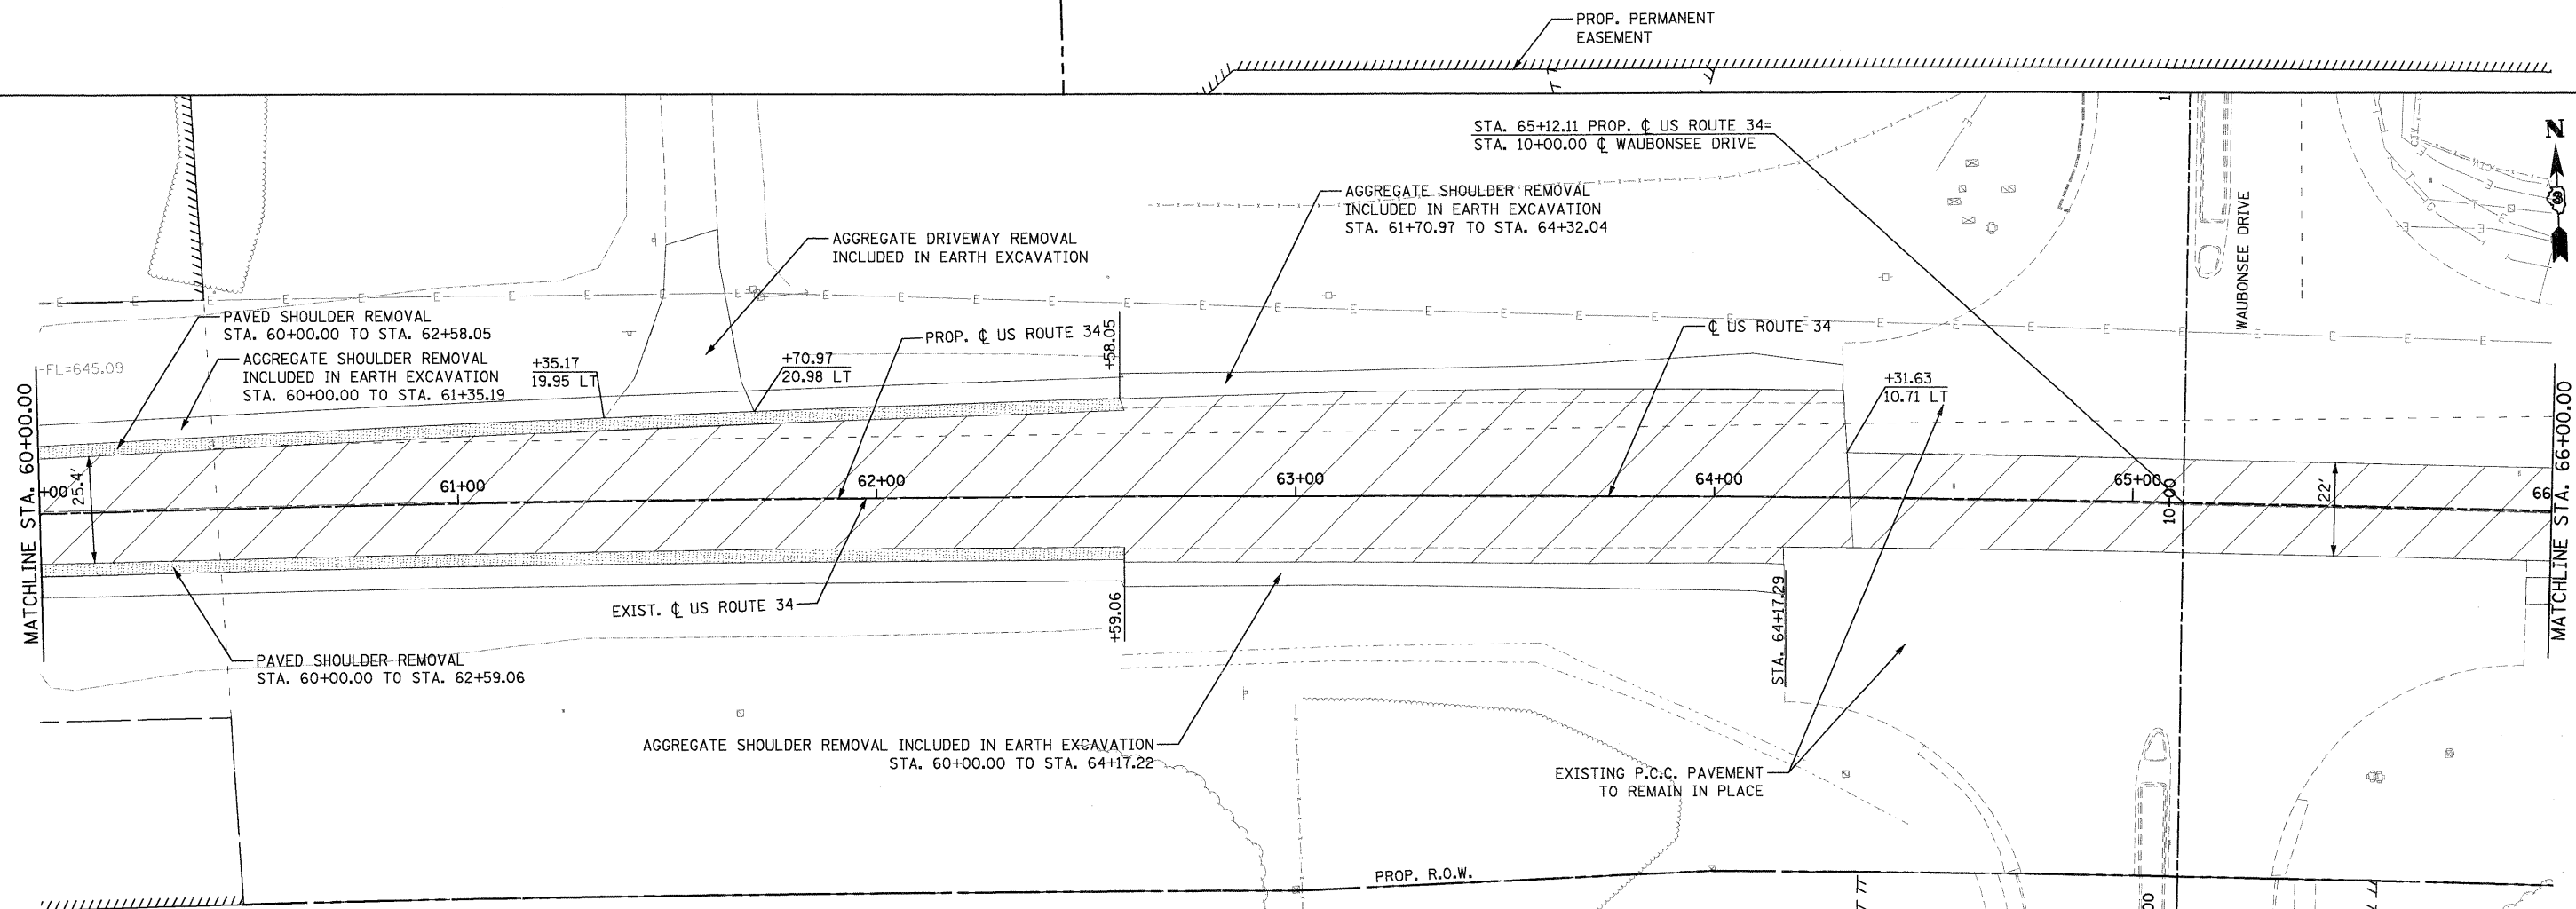 PROP. PERMANENT
EASEMENT
STA. 65+12.11 PROP. ℄ US ROUTE 34=
STA. 10+00.00 ℄ WAUBONSEE DRIVE
N
AGGREGATE SHOULDER REMOVAL
INCLUDED IN EARTH EXCAVATION
STA. 61+70.97 TO STA. 64+32.04
AGGREGATE DRIVEWAY REMOVAL
INCLUDED IN EARTH EXCAVATION
WAUBONSEE DRIVE
PAVED SHOULDER REMOVAL
STA. 60+00.00 TO STA. 62+58.05
PROP. ℄ US ROUTE 34
+58.05
℄ US ROUTE 34
AGGREGATE SHOULDER REMOVAL
INCLUDED IN EARTH EXCAVATION
STA. 60+00.00 TO STA. 61+35.19
FL=645.09
+35.17
19.95 LT
+70.97
20.98 LT
+31.63
10.71 LT
MATCHLINE STA. 60+00.00
+00
25.4'
61+00
62+00
63+00
64+00
65+00
10+00
22'
66
MATCHLINE STA. 66+00.00
EXIST. ℄ US ROUTE 34
+59.06
STA. 64+17.29
PAVED SHOULDER REMOVAL
STA. 60+00.00 TO STA. 62+59.06
AGGREGATE SHOULDER REMOVAL INCLUDED IN EARTH EXCAVATION
STA. 60+00.00 TO STA. 64+17.22
EXISTING P.C.C. PAVEMENT
TO REMAIN IN PLACE
PROP. R.O.W.
00